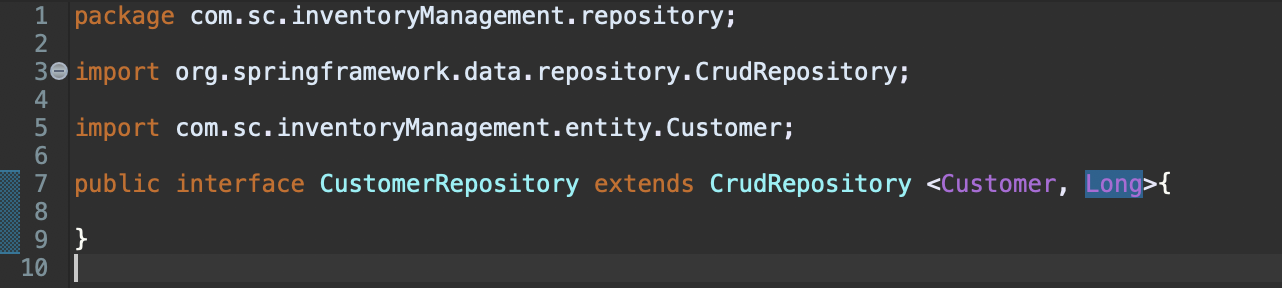 1 package com.sc.inventoryManagement.repository;
2
3 import org.springframework.data.repository.CrudRepository;
4
5 import com.sc.inventoryManagement.entity.Customer;
6
7 public interface CustomerRepository extends CrudRepository <Customer, Long>{
8
9 }
10